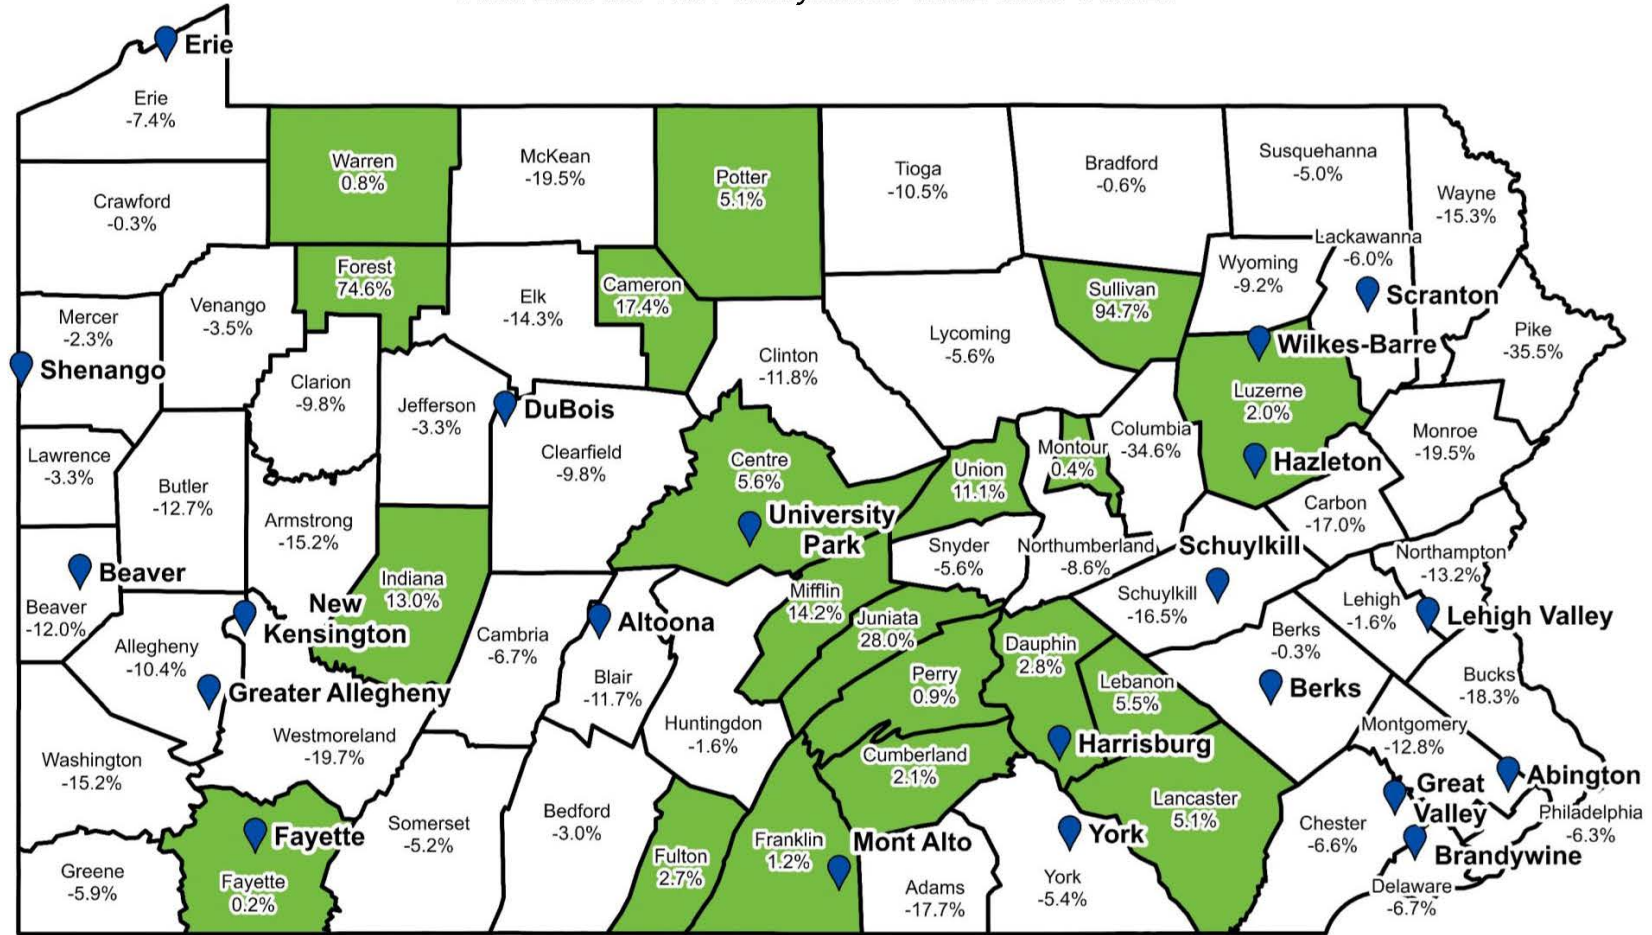 Erie
Erie
-7.4%
Warren
0.8%
McKean
-19.5%
Potter
5.1%
Tioga
-10.5%
Bradford
-0.6%
Susquehanna
-5.0%
Wayne
-15.3%
Crawford
-0.3%
Lackawanna
-6.0%
Wyoming
-9.2%
Scranton
Forest
74.6%
Cameron
17.4%
Sullivan
94.7%
Elk
-14.3%
Venango
-3.5%
Mercer
-2.3%
Shenango
Lycoming
-5.6%
Pike
-35.5%
Wilkes-Barre
Clinton
-11.8%
Clarion
-9.8%
Jefferson
-3.3%
DuBois
Luzerne
2.0%
Hazleton
Clearfield
-9.8%
Lawrence
-3.3%
Butler
-12.7%
Centre
5.6%
University
Park
Union
11.1%
Montour
0.4%
Columbia
-34.6%
Monroe
-19.5%
Carbon
-17.0%
Armstrong
-15.2%
Snyder
-5.6%
Northumberland
-8.6%
Schuylkill
Schuylkill
-16.5%
Northampton
-13.2%
Beaver
Beaver
-12.0%
Indiana
13.0%
New
Kensington
Altoona
Mifflin
14.2%
Juniata
28.0%
Lehigh
-1.6%
Lehigh Valley
Allegheny
-10.4%
Cambria
-6.7%
Dauphin
2.8%
Berks
-0.3%
Berks
Greater Allegheny
Blair
-11.7%
Perry
0.9%
Lebanon
5.5%
Bucks
-18.3%
Huntingdon
-1.6%
Westmoreland
-19.7%
Harrisburg
Montgomery
-12.8%
Washington
-15.2%
Cumberland
2.1%
Abington
Great
Valley
Lancaster
5.1%
Philadelphia
-6.3%
Bedford
-3.0%
Somerset
-5.2%
Fayette
Fayette
0.2%
Franklin
1.2%
Mont Alto
York
York
-5.4%
Chester
-6.6%
Brandywine
Fulton
2.7%
Greene
-5.9%
Adams
-17.7%
Delaware
-6.7%